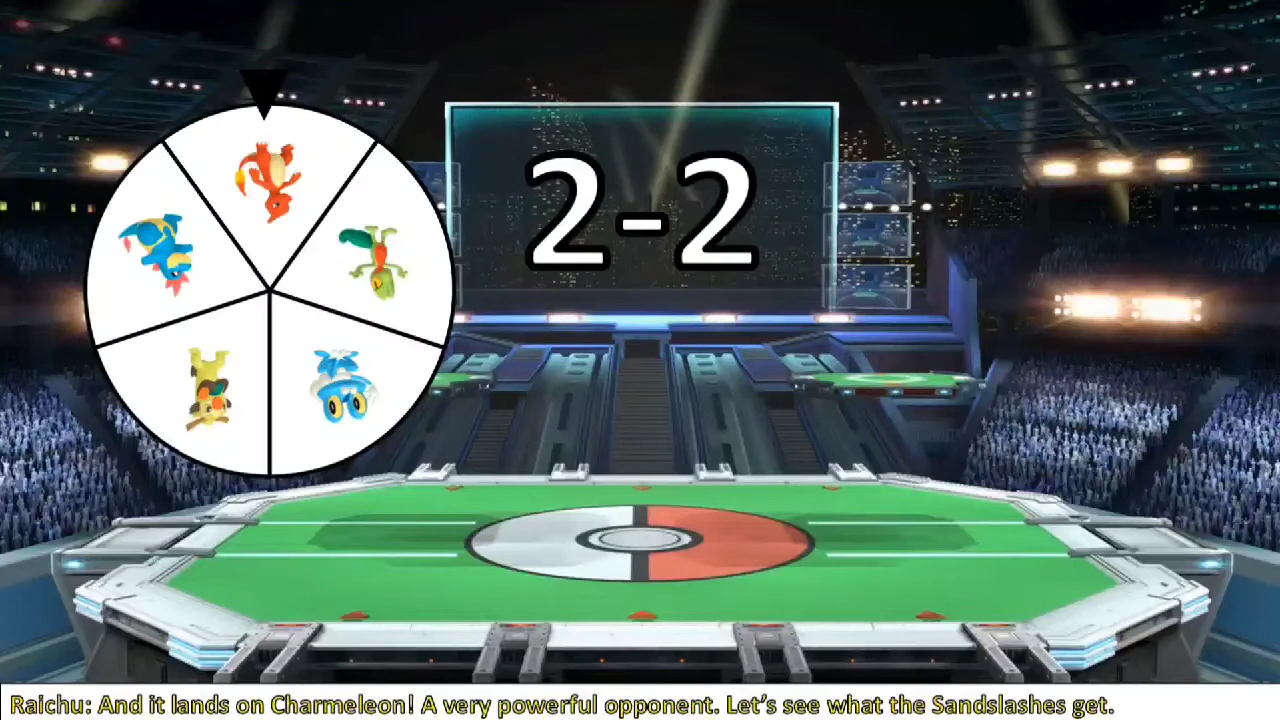 2-2
Raichu: And it lands on Charmeleon! A very powerful opponent. Let's see what the Sandslashes get.